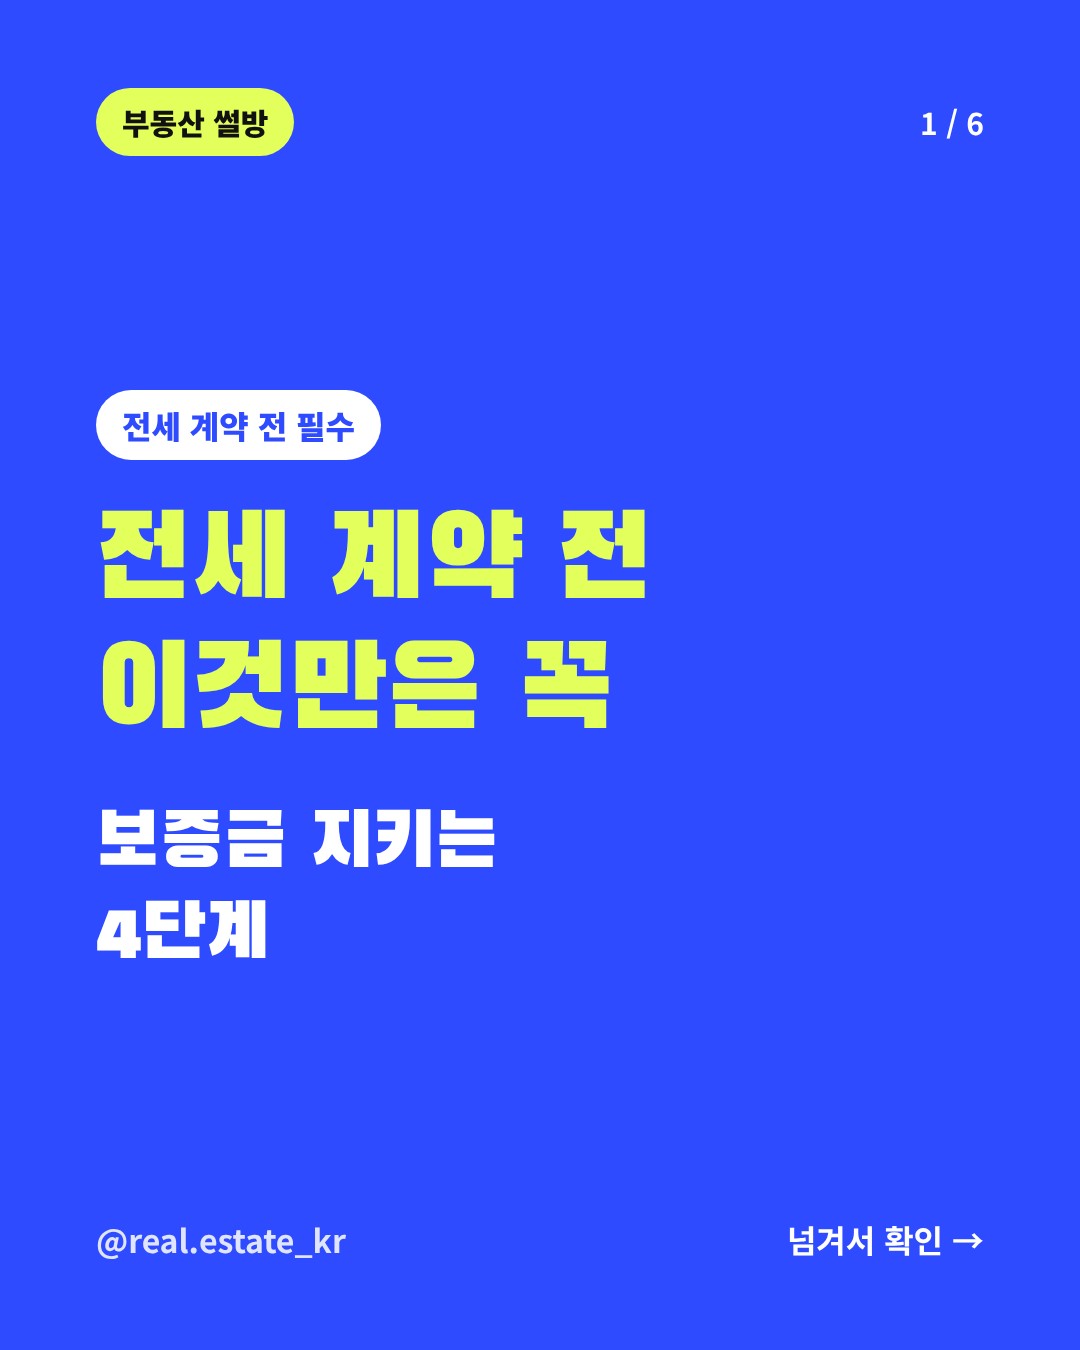 부동산 썰방
1 / 6
전세 계약 전 필수
전세 계약 전
이것만은 꼭
보증금 지키는
4단계
@real.estate_kr
넘겨서 확인 →